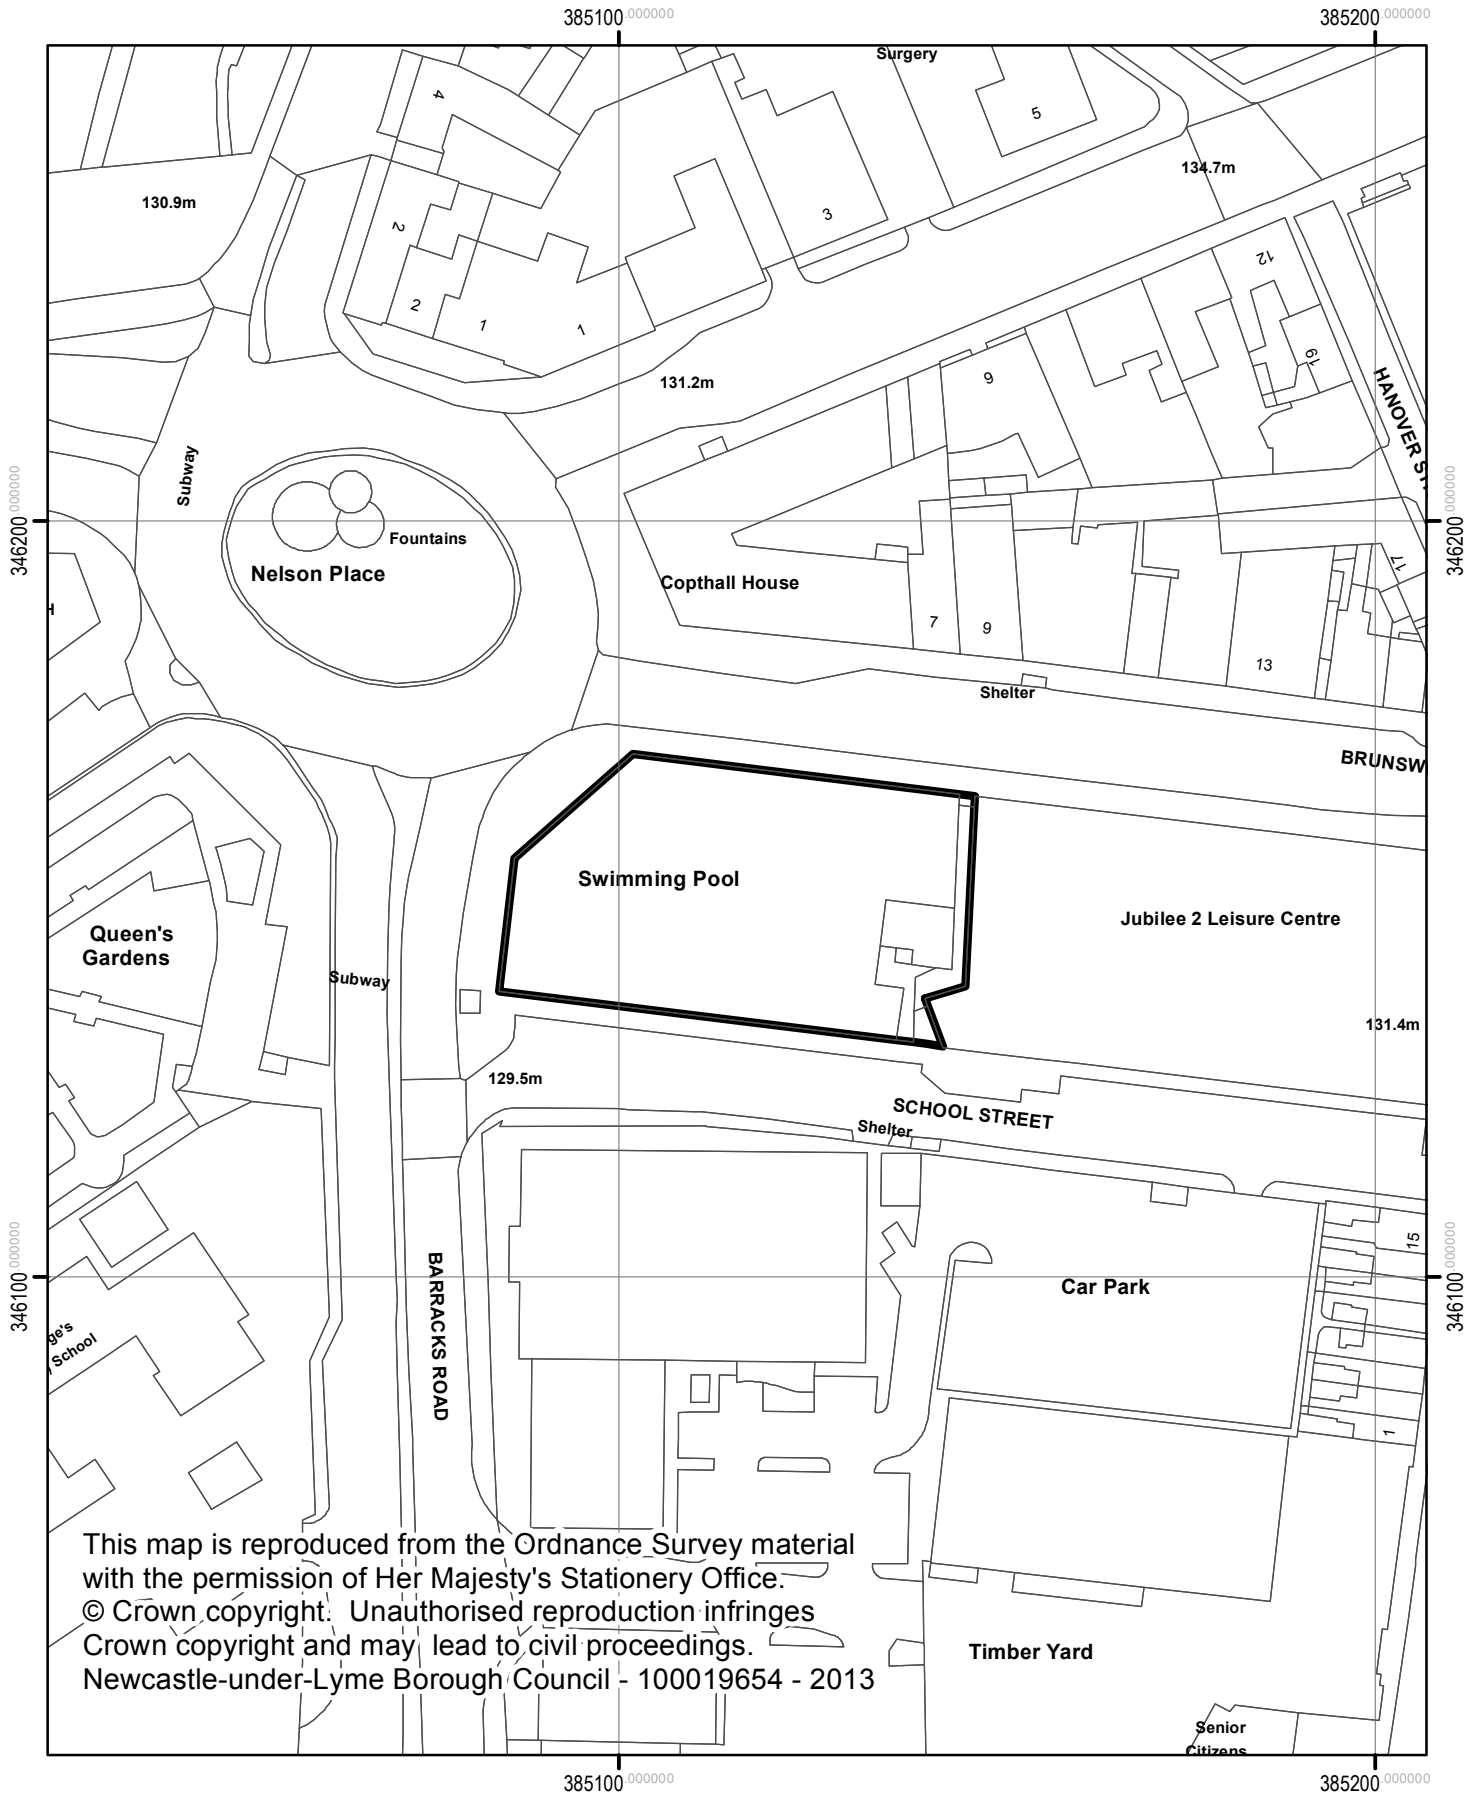 385100.000000
385200.000000
Surgery
4
5
134.7m
130.9m
3
2
12
2
1
1
19
131.2m
9
HANOVER ST
Subway
346200.000000
346200.000000
Fountains
Nelson Place
Copthall House
17
H
7
9
13
Shelter
BRUNSW
Swimming Pool
Jubilee 2 Leisure Centre
Queen's
Gardens
Subway
131.4m
129.5m
SCHOOL STREET
Shelter
15
346100.000000
346100.000000
Car Park
BARRACKS ROAD
ge's
y School
1
This map is reproduced from the Ordnance Survey material
with the permission of Her Majesty's Stationery Office.
© Crown copyright. Unauthorised reproduction infringes
Crown copyright and may lead to civil proceedings.
Newcastle-under-Lyme Borough Council - 100019654 - 2013
Timber Yard
Senior
Citizens
385100.000000
385200.000000